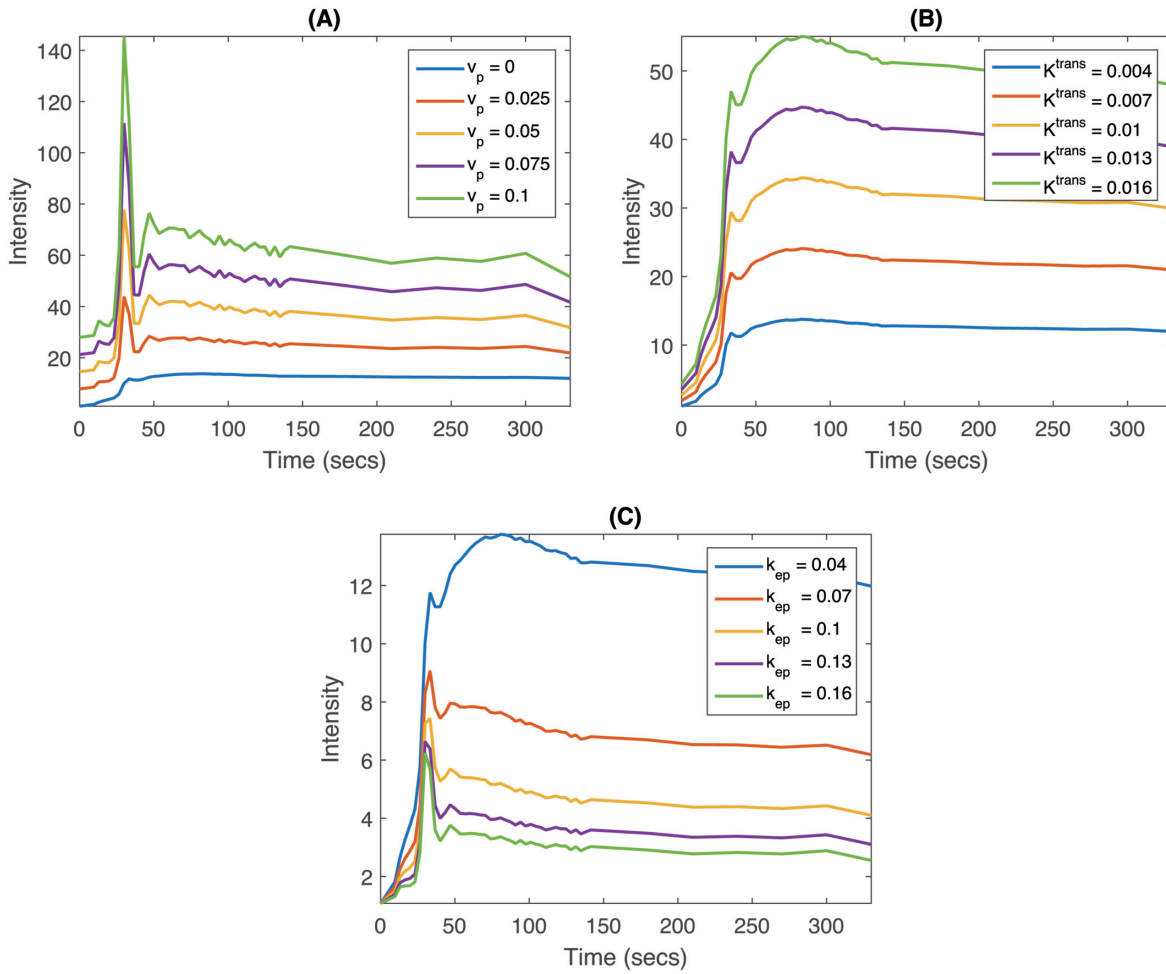 (A)
140
120
100
80
60
40
20
Intensity
0 50 100 150 200 250 300
Time (secs)
v_p = 0
v_p = 0.025
v_p = 0.05
v_p = 0.075
v_p = 0.1
(B)
50
40
30
20
10
Intensity
0 50 100 150 200 250 300
Time (secs)
K^trans = 0.004
K^trans = 0.007
K^trans = 0.01
K^trans = 0.013
K^trans = 0.016
(C)
12
10
8
6
4
2
Intensity
0 50 100 150 200 250 300
Time (secs)
k_ep = 0.04
k_ep = 0.07
k_ep = 0.1
k_ep = 0.13
k_ep = 0.16